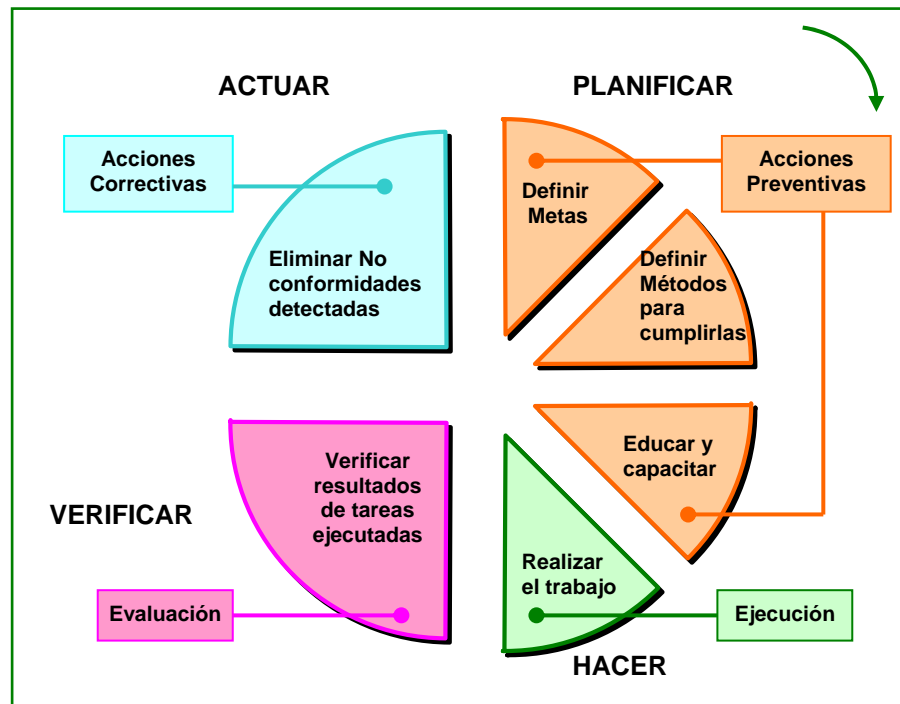 ACTUAR
PLANIFICAR
Acciones
Correctivas
Definir
Metas
Acciones
Preventivas
Eliminar No
conformidades
detectadas
Definir
Métodos
para
cumplirlas
Verificar
resultados
de tareas
ejecutadas
Educar y
capacitar
VERIFICAR
Realizar
el trabajo
Evaluación
Ejecución
HACER